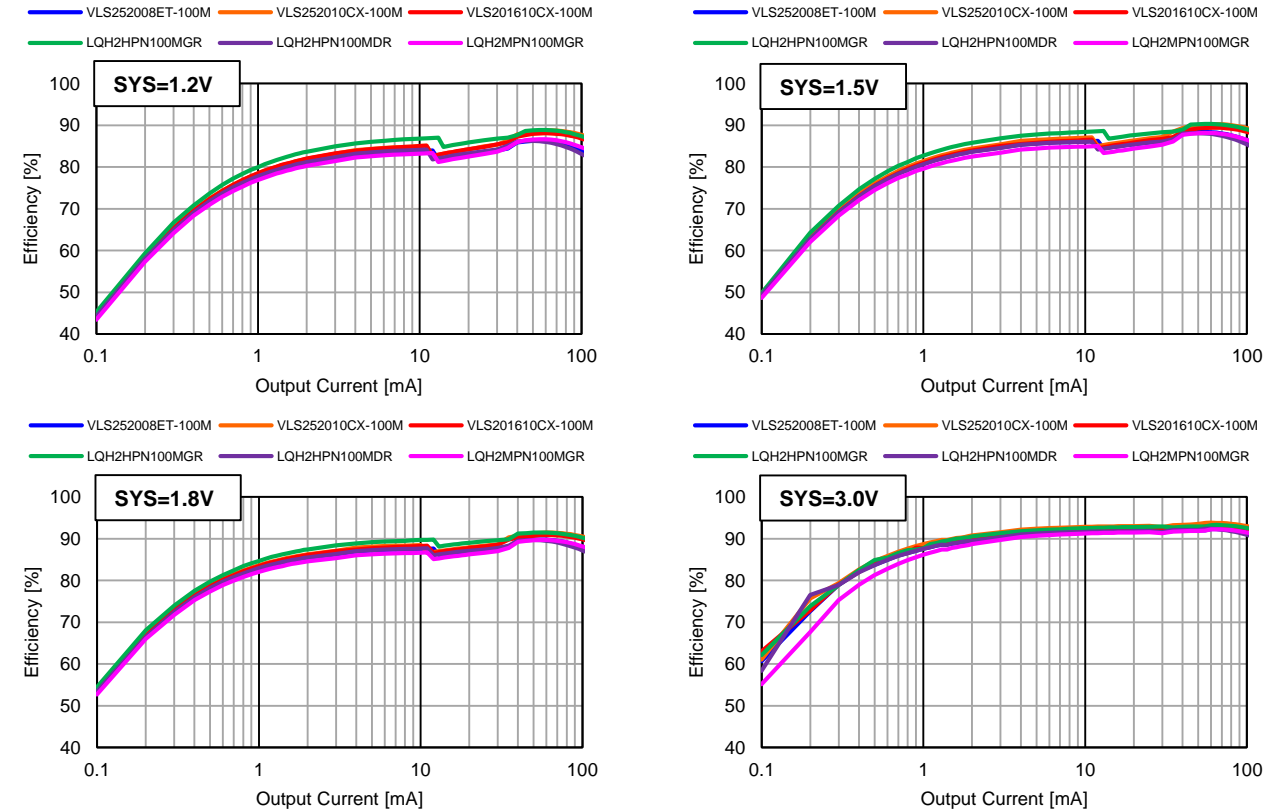 VLS252008ET-100M VLS252010CX-100M VLS201610CX-100M
LQH2HPN100MGR LQH2HPN100MDR LQH2MPN100MGR
SYS=1.2V
Efficiency [%]
100
90
80
70
60
50
40
0.1 1 10 100
Output Current [mA]
VLS252008ET-100M VLS252010CX-100M VLS201610CX-100M
LQH2HPN100MGR LQH2HPN100MDR LQH2MPN100MGR
SYS=1.5V
Efficiency [%]
100
90
80
70
60
50
40
0.1 1 10 100
Output Current [mA]
VLS252008ET-100M VLS252010CX-100M VLS201610CX-100M
LQH2HPN100MGR LQH2HPN100MDR LQH2MPN100MGR
SYS=1.8V
Efficiency [%]
100
90
80
70
60
50
40
0.1 1 10 100
Output Current [mA]
VLS252008ET-100M VLS252010CX-100M VLS201610CX-100M
LQH2HPN100MGR LQH2HPN100MDR LQH2MPN100MGR
SYS=3.0V
Efficiency [%]
100
90
80
70
60
50
40
0.1 1 10 100
Output Current [mA]